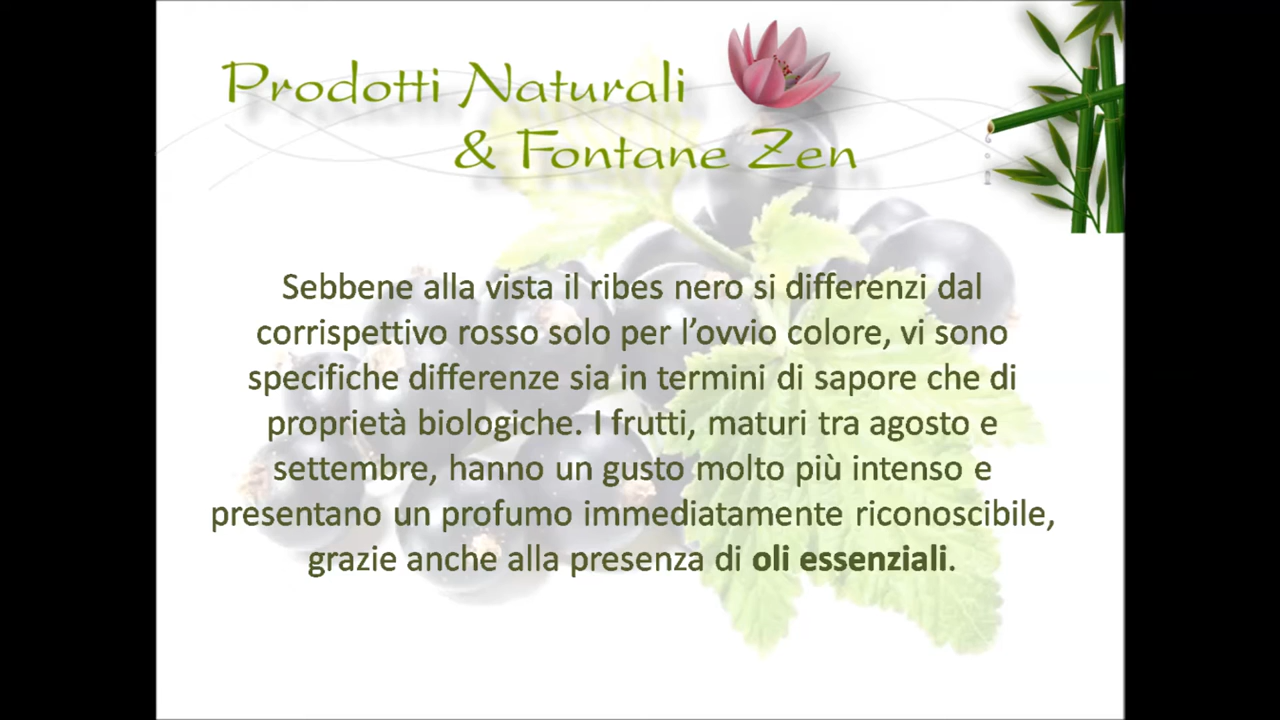 Prodotti Naturali
& Fontane Zen
Sebbene alla vista il ribes nero si differenzi dal
corrispettivo rosso solo per l’ovvio colore, vi sono
specifiche differenze sia in termini di sapore che di
proprietà biologiche. I frutti, maturi tra agosto e
settembre, hanno un gusto molto più intenso e
presentano un profumo immediatamente riconoscibile,
grazie anche alla presenza di oli essenziali.